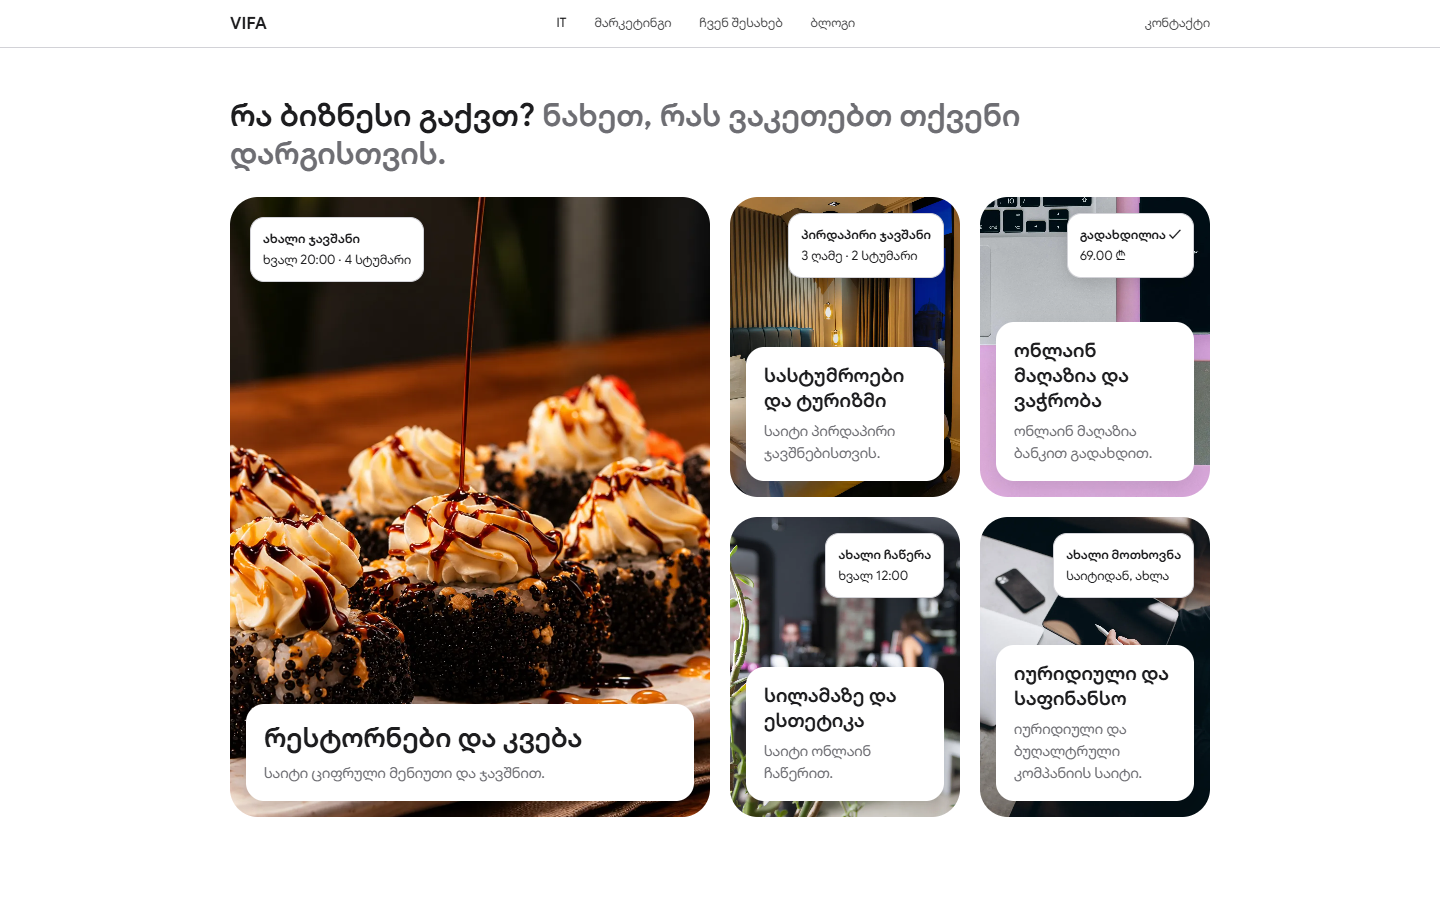 VIFA
IT
მარკეტინგი
ჩვენ შესახებ
ბლოგი
კონტაქტი
რა ბიზნესი გაქვთ? ნახეთ, რას ვაკეთებთ თქვენი
დარგისთვის.
ახალი ჯავშანი
ხვალ 20:00 · 4 სტუმარი
რესტორნები და კვება
საიტი ციფრული მენიუთი და ჯავშნით.
პირდაპირი ჯავშანი
3 ღამე · 2 სტუმარი
სასტუმროები
და ტურიზმი
საიტი პირდაპირი
ჯავშნებისთვის.
გადახდილია ✓
69.00 ₾
ონლაინ
მაღაზია და
ვაჭრობა
ონლაინ მაღაზია
ბანკით გადახდით.
ახალი ჩაწერა
ხვალ 12:00
სილამაზე და
ესთეტიკა
საიტი ონლაინ
ჩაწერით.
ახალი მოთხოვნა
საიტიდან, ახლა
იურიდიული და
საფინანსო
იურიდიული და
ბუღალტრული
კომპანიის საიტი.